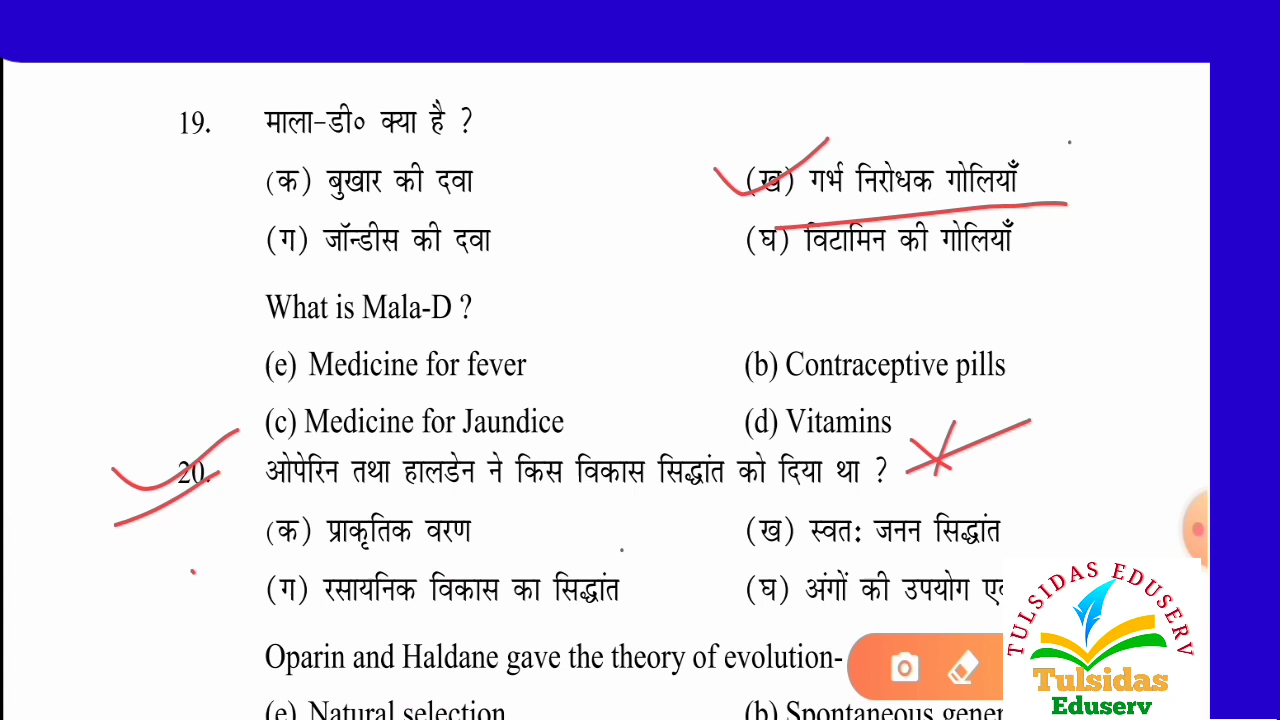 19. माला-डी० क्या है ?
(क) बुखार की दवा (ख) गर्भ निरोधक गोलियाँ
(ग) जॉन्डीस की दवा (घ) विटामिन की गोलियाँ
What is Mala-D ?
(e) Medicine for fever (b) Contraceptive pills
(c) Medicine for Jaundice (d) Vitamins
20. ओपेरिन तथा हालडेन ने किस विकास सिद्धांत को दिया था ?
(क) प्राकृतिक वरण (ख) स्वतः जनन सिद्धांत
(ग) रसायनिक विकास का सिद्धांत (घ) अंगों की उपयोग
Oparin and Haldane gave the theory of evolution-
(e) Natural selection (b) Spontaneous
TULSIDAS EDUSERV
Tulsidas
Eduserv